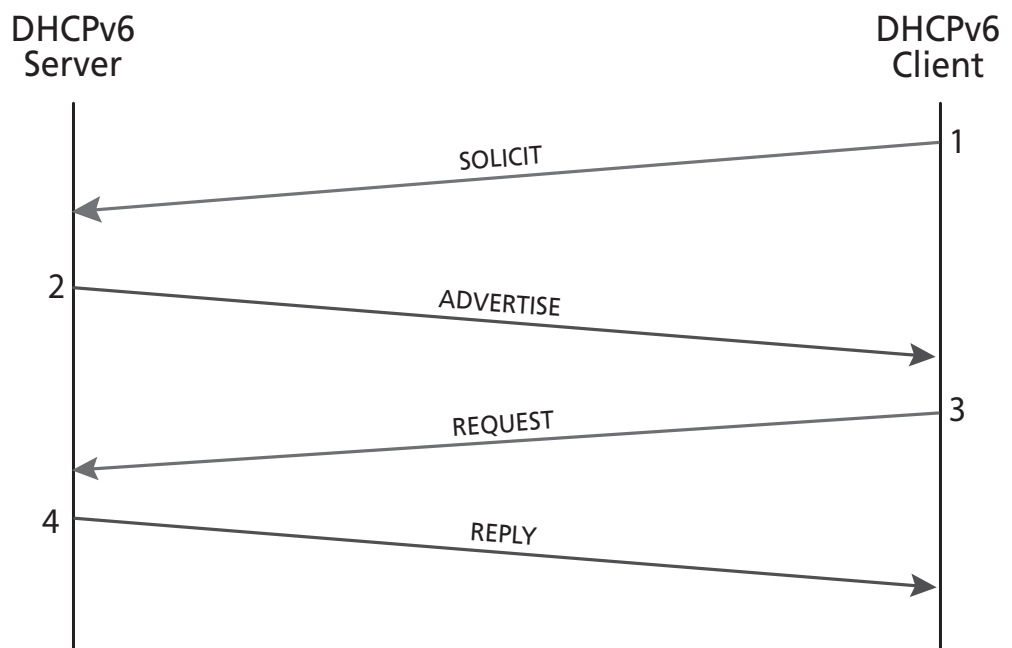 DHCPv6
Server
DHCPv6
Client
1
SOLICIT
2
ADVERTISE
3
REQUEST
4
REPLY